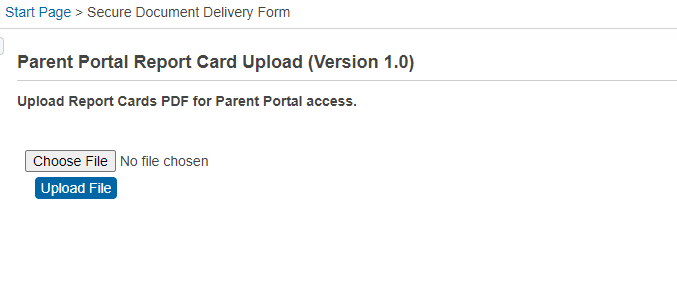 Start Page > Secure Document Delivery Form
Parent Portal Report Card Upload (Version 1.0)
Upload Report Cards PDF for Parent Portal access.
Choose File No file chosen
Upload File